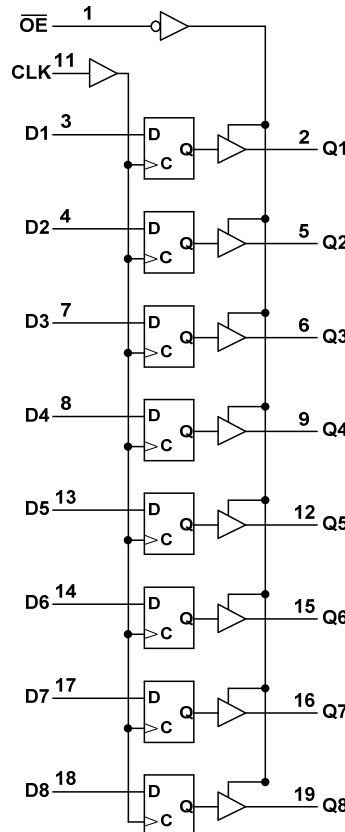 O̅E̅ 1
CLK 11
D1 3 D Q C 2 Q1
D2 4 D Q C 5 Q2
D3 7 D Q C 6 Q3
D4 8 D Q C 9 Q4
D5 13 D Q C 12 Q5
D6 14 D Q C 15 Q6
D7 17 D Q C 16 Q7
D8 18 D Q C 19 Q8